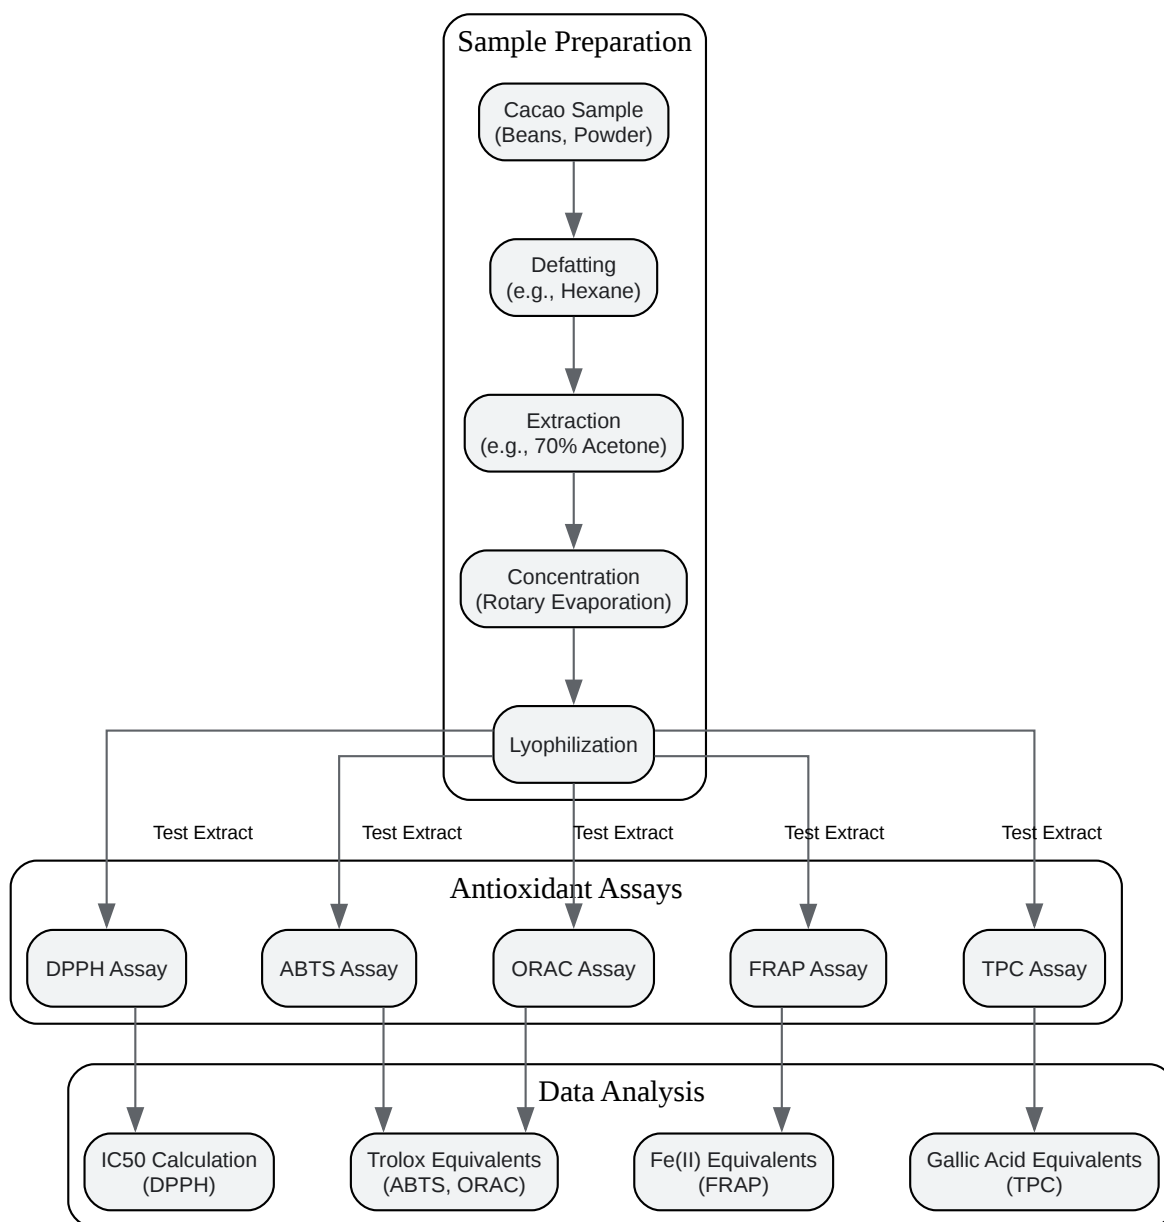 Sample Preparation
Cacao Sample
(Beans, Powder)
Defatting
(e.g., Hexane)
Extraction
(e.g., 70% Acetone)
Concentration
(Rotary Evaporation)
Lyophilization
Test Extract
Test Extract
Test Extract
Test Extract
Test Extract
Antioxidant Assays
DPPH Assay
ABTS Assay
ORAC Assay
FRAP Assay
TPC Assay
Data Analysis
IC50 Calculation
(DPPH)
Trolox Equivalents
(ABTS, ORAC)
Fe(II) Equivalents
(FRAP)
Gallic Acid Equivalents
(TPC)